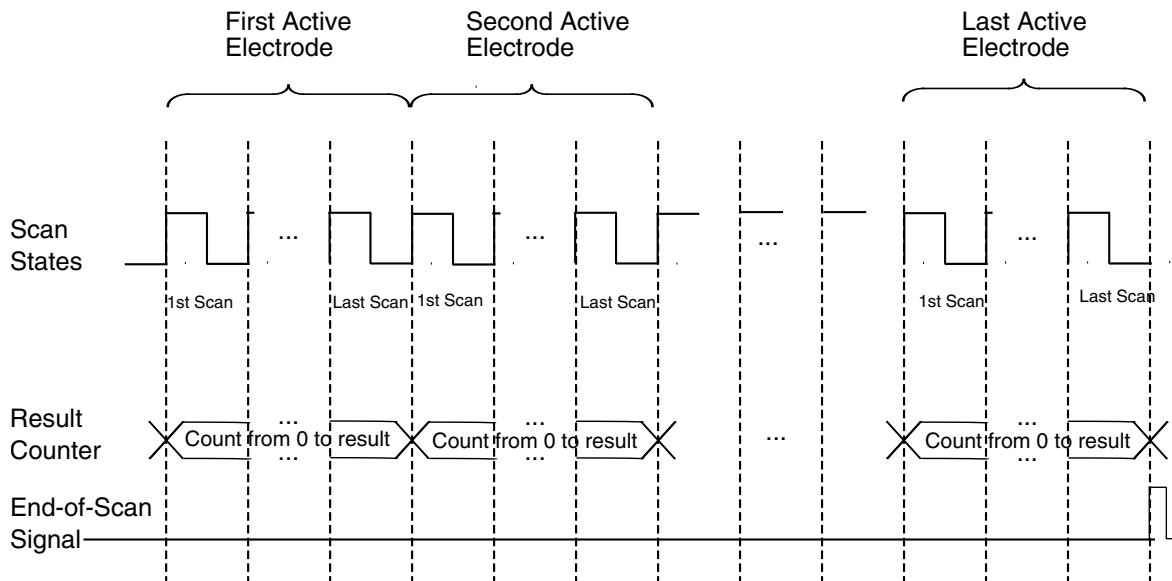 First Active
Electrode
Second Active
Electrode
Last Active
Electrode
Scan
States
...
...
...
...
1st Scan
Last Scan
1st Scan
Last Scan
1st Scan
Last Scan
Result
Counter
...
Count from 0 to result
...
...
Count from 0 to result
...
...
...
Count from 0 to result
...
End-of-Scan
Signal